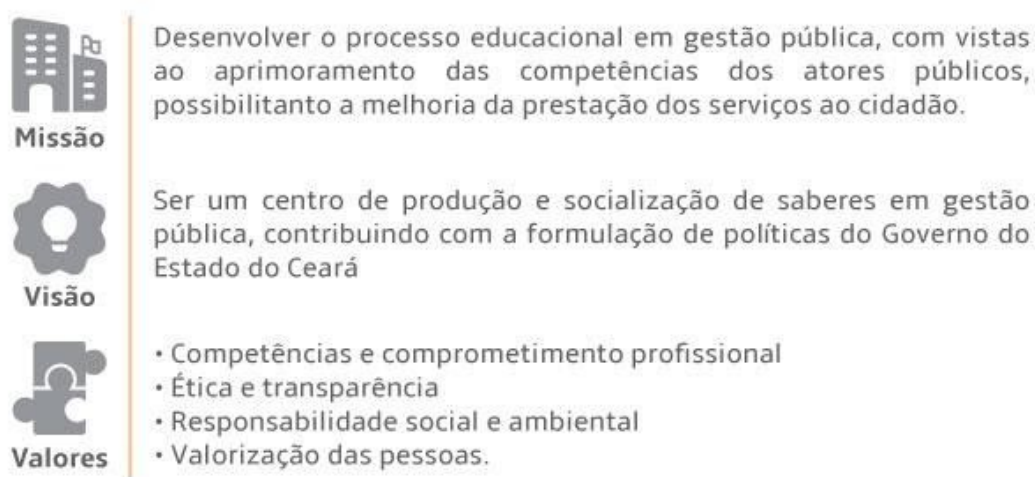 Desenvolver o processo educacional em gestão pública, com vistas
ao aprimoramento das competências dos atores públicos,
possibilitanto a melhoria da prestação dos serviços ao cidadão.
Missão
Ser um centro de produção e socialização de saberes em gestão
pública, contribuindo com a formulação de políticas do Governo do
Estado do Ceará
Visão
• Competências e comprometimento profissional
• Ética e transparência
• Responsabilidade social e ambiental
• Valorização das pessoas.
Valores